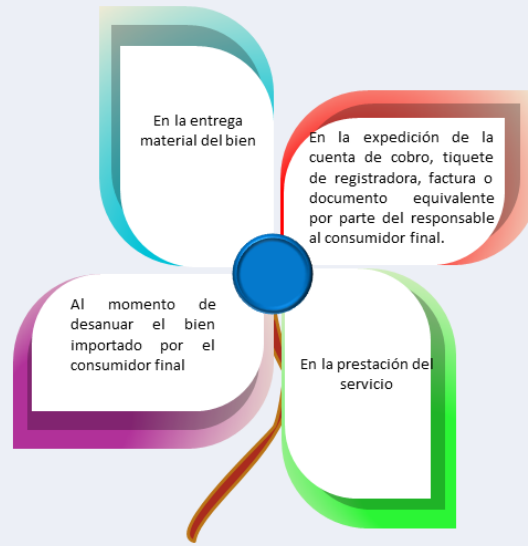 En la entrega
material del bien
En la expedición de la
cuenta de cobro, tiquete
de registradora, factura o
documento equivalente
por parte del responsable
al consumidor final.
Al momento de
desanuar el bien
importado por el
consumidor final
En la prestación del
servicio